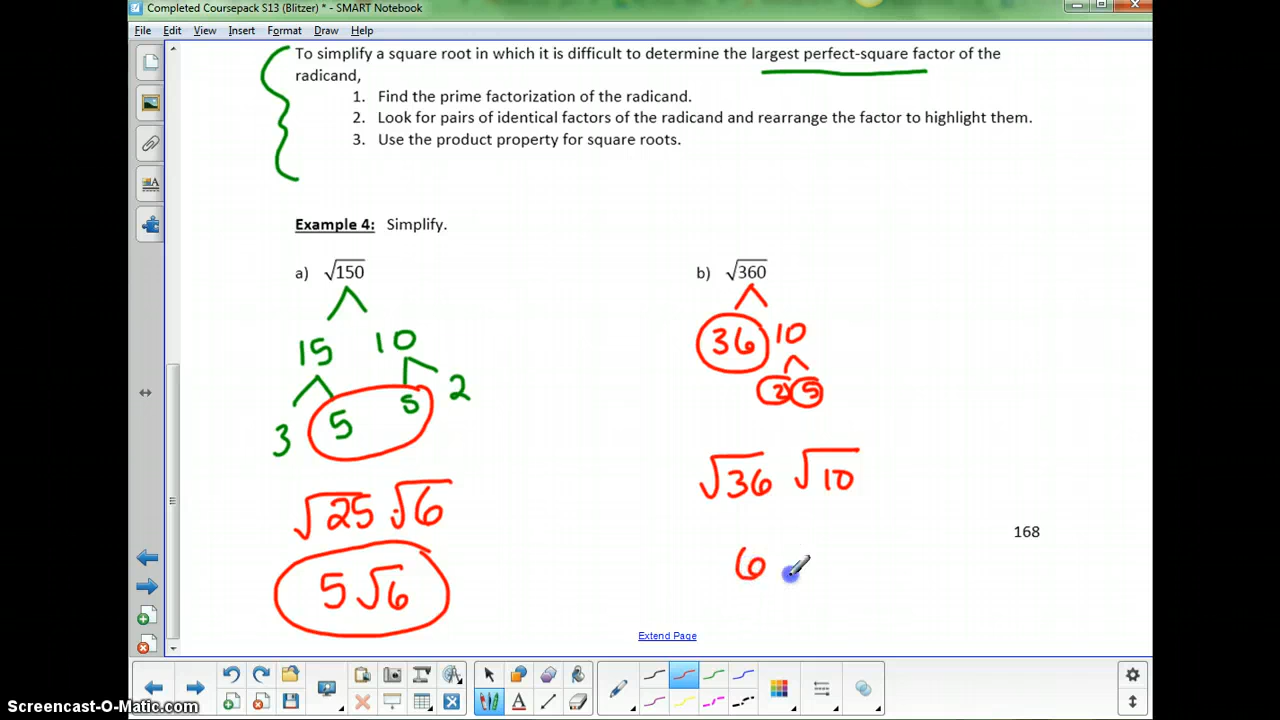 Completed Coursepack S13 (Blitzer) * - SMART Notebook
File Edit View Insert Format Draw Tools Help
To simplify a square root in which it is difficult to determine the largest perfect-square factor of the
radicand,
1. Find the prime factorization of the radicand.
2. Look for pairs of identical factors of the radicand and rearrange the factor to highlight them.
3. Use the product property for square roots.
Example 4: Simplify.
a) √150 b) √360
15 10 36 10
3 5 5 2 2 5
√25 · √6 √36 √10
5√6 6
168
Extend Page
Screencast-O-Matic.com